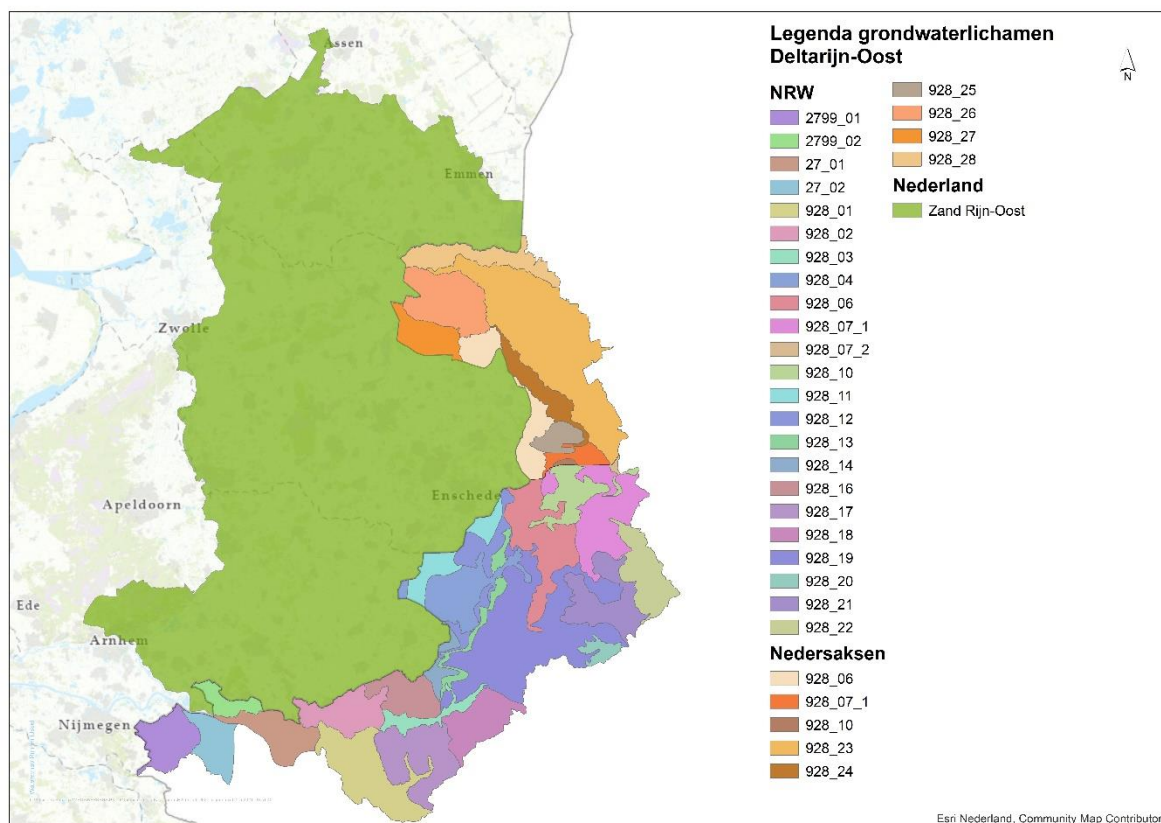 Legenda grondwaterlichamen
Deltarijn-Oost
N
NRW
2799_01
2799_02
27_01
27_02
928_01
928_02
928_03
928_04
928_06
928_07_1
928_07_2
928_10
928_11
928_12
928_13
928_14
928_16
928_17
928_18
928_19
928_20
928_21
928_22
Nedersaksen
928_06
928_07_1
928_10
928_23
928_24
928_25
928_26
928_27
928_28
Nederland
Zand Rijn-Oost
Assen
Emmen
Zwolle
Enschede
Apeldoorn
Ede
Arnhem
Nijmegen
Esri Nederland, Community Map Contributor